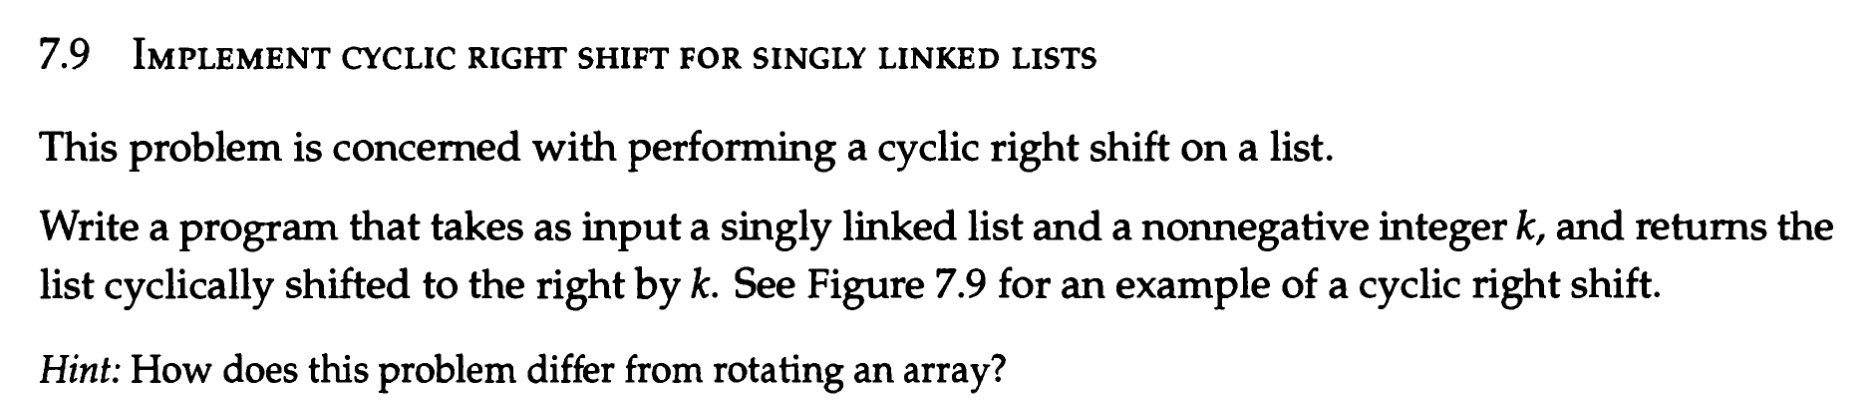 7.9 IMPLEMENT CYCLIC RIGHT SHIFT FOR SINGLY LINKED LISTS
This problem is concerned with performing a cyclic right shift on a list.
Write a program that takes as input a singly linked list and a nonnegative integer k, and returns the
list cyclically shifted to the right by k. See Figure 7.9 for an example of a cyclic right shift.
Hint: How does this problem differ from rotating an array?